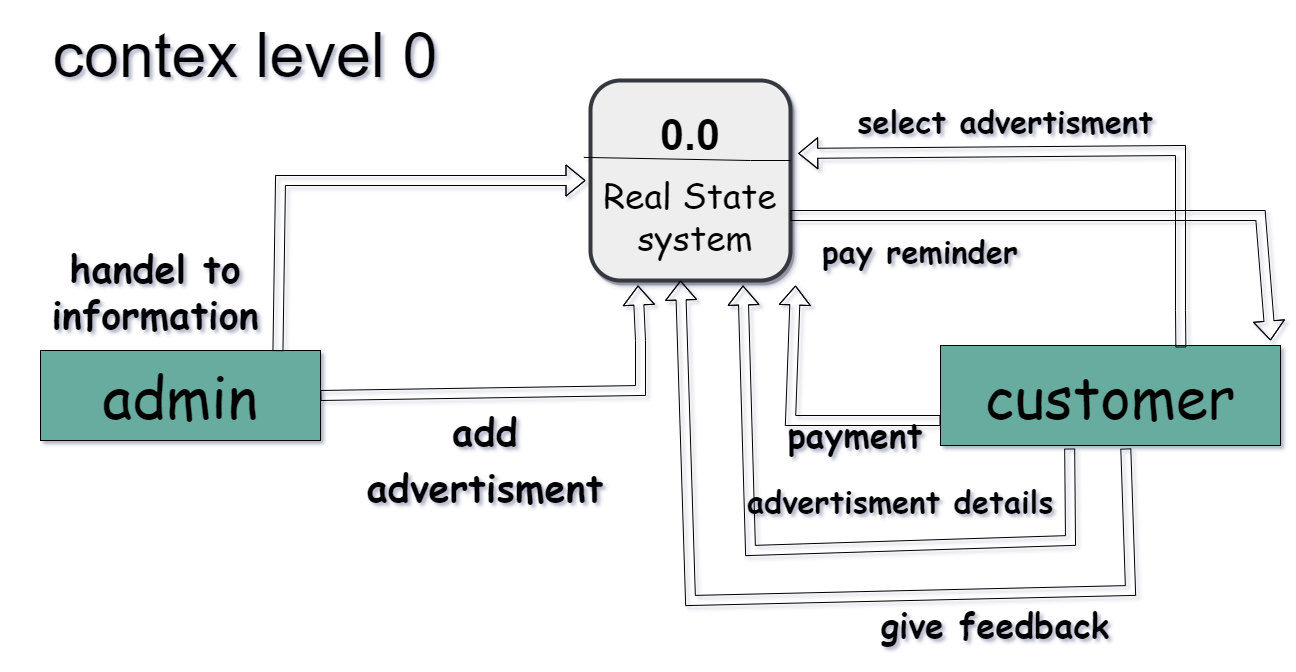 contex level 0
0.0
Real State
system
select advertisment
pay reminder
handel to
information
admin
customer
add
advertisment
payment
advertisment details
give feedback